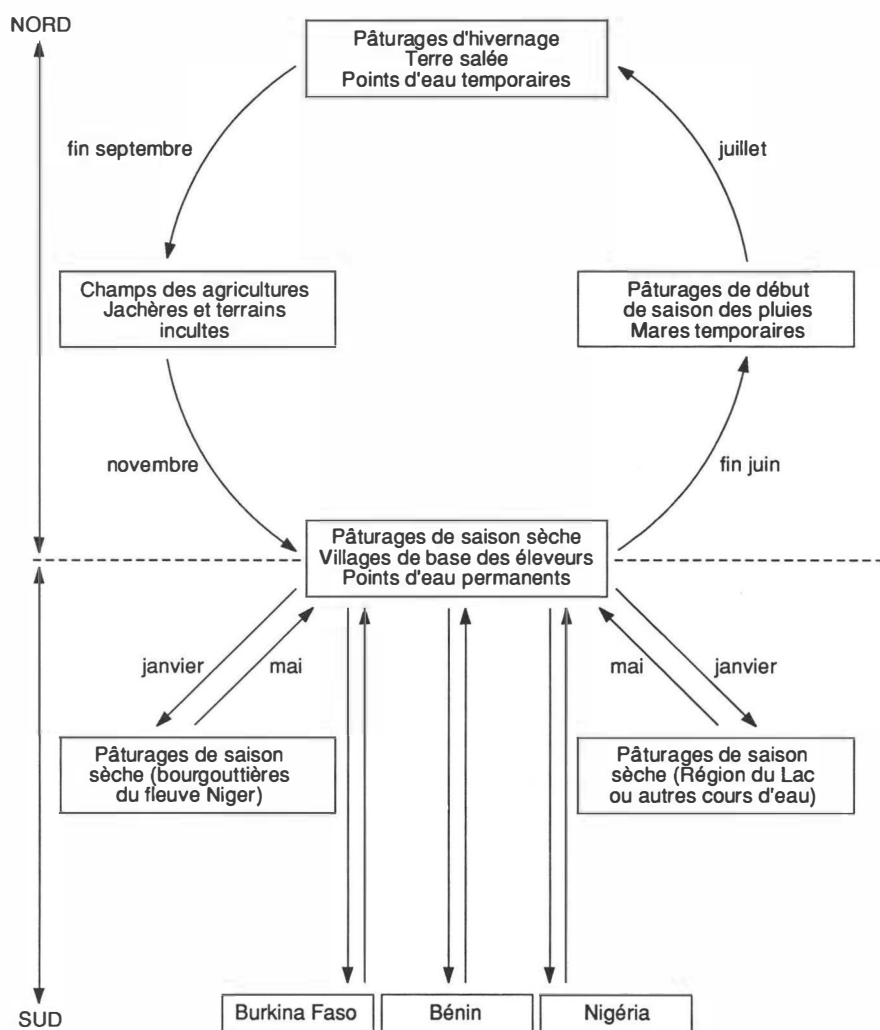 NORD
Pâturages d'hivernage
Terre salée
Points d'eau temporaires
fin septembre
juillet
Champs des agricultures
Jachères et terrains
incultes
Pâturages de début
de saison des pluies
Mares temporaires
novembre
fin juin
Pâturages de saison sèche
Villages de base des éleveurs
Points d'eau permanents
janvier
mai
mai
janvier
Pâturages de saison
sèche (bourgouttières
du fleuve Niger)
Pâturages de saison
sèche (Région du Lac
ou autres cours d'eau)
SUD
Burkina Faso
Bénin
Nigéria